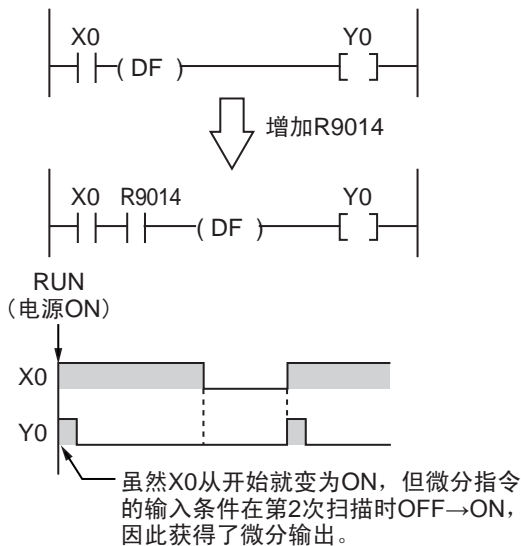 X0 Y0
( DF ) [ ]
增加R9014
X0 R9014 Y0
( DF ) [ ]
RUN
（电源ON）
X0
Y0
虽然X0从开始就变为ON，但微分指令
的输入条件在第2次扫描时OFF→ON，
因此获得了微分输出。